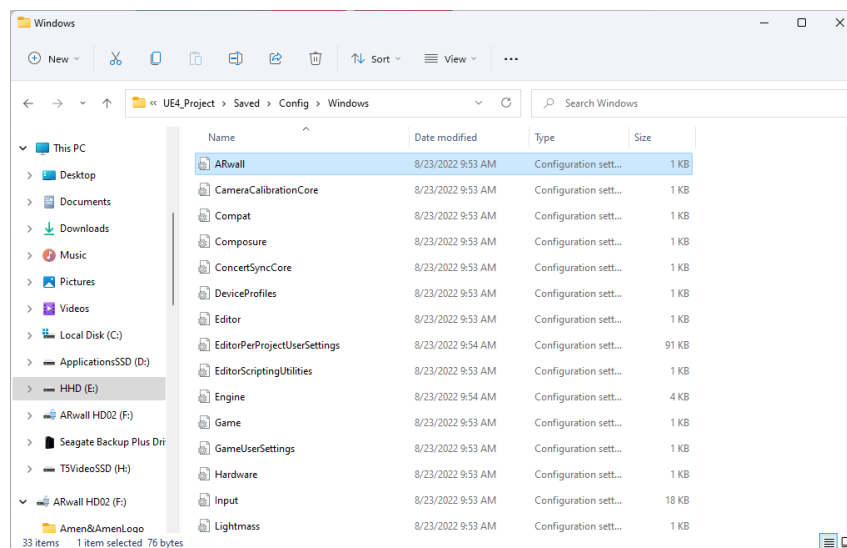 Windows
New
Sort
View
UE4_Project > Saved > Config > Windows
Search Windows
This PC
Desktop
Documents
Downloads
Music
Pictures
Videos
Local Disk (C:)
ApplicationsSSD (D:)
HHD (E:)
ARwall HD02 (F:)
Seagate Backup Plus Dri
T5VideoSSD (H:)
ARwall HD02 (F:)
Amen&AmenLogo
Name Date modified Type Size
ARwall 8/23/2022 9:53 AM Configuration sett... 1 KB
CameraCalibrationCore 8/23/2022 9:53 AM Configuration sett... 1 KB
Compat 8/23/2022 9:53 AM Configuration sett... 1 KB
Composure 8/23/2022 9:53 AM Configuration sett... 1 KB
ConcertSyncCore 8/23/2022 9:53 AM Configuration sett... 1 KB
DeviceProfiles 8/23/2022 9:53 AM Configuration sett... 1 KB
Editor 8/23/2022 9:53 AM Configuration sett... 1 KB
EditorPerProjectUserSettings 8/23/2022 9:54 AM Configuration sett... 91 KB
EditorScriptingUtilities 8/23/2022 9:53 AM Configuration sett... 1 KB
Engine 8/23/2022 9:54 AM Configuration sett... 4 KB
Game 8/23/2022 9:53 AM Configuration sett... 1 KB
GameUserSettings 8/23/2022 9:53 AM Configuration sett... 1 KB
Hardware 8/23/2022 9:53 AM Configuration sett... 1 KB
Input 8/23/2022 9:53 AM Configuration sett... 18 KB
Lightmass 8/23/2022 9:53 AM Configuration sett... 1 KB
33 items 1 item selected 76 bytes